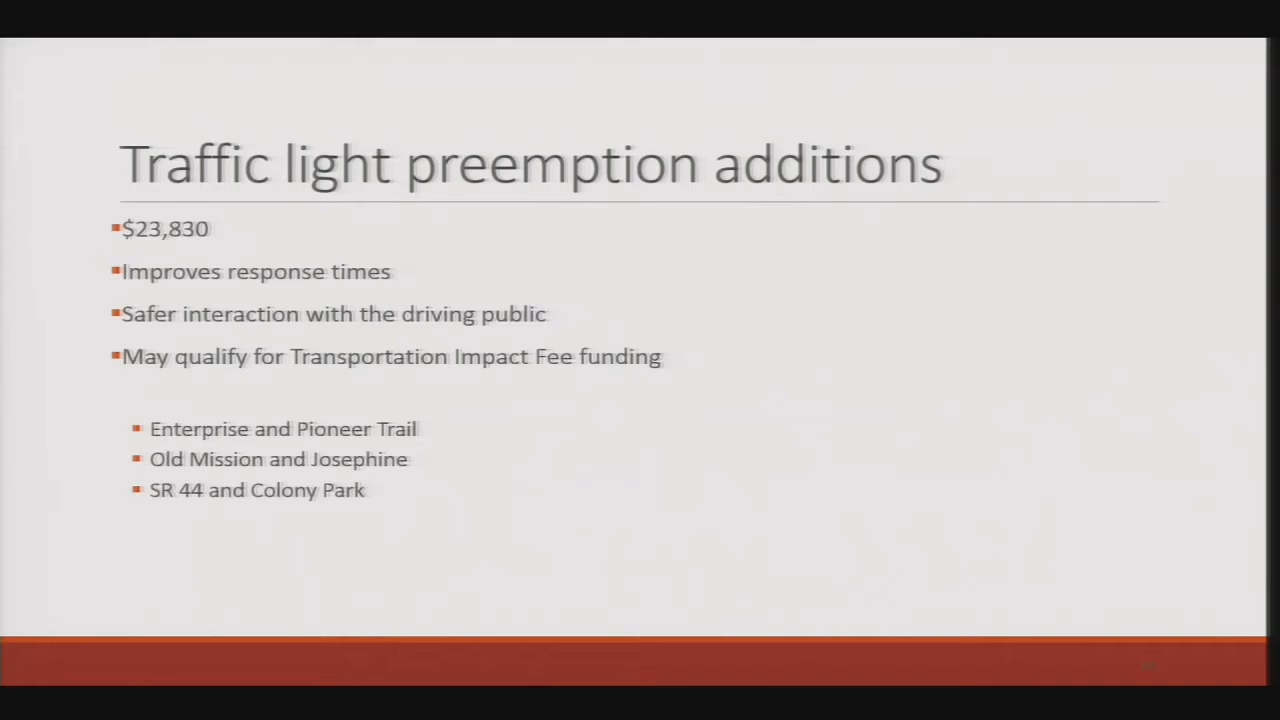 Traffic light preemption additions
$23,830
Improves response times
Safer interaction with the driving public
May qualify for Transportation Impact Fee funding
Enterprise and Pioneer Trail
Old Mission and Josephine
SR 44 and Colony Park